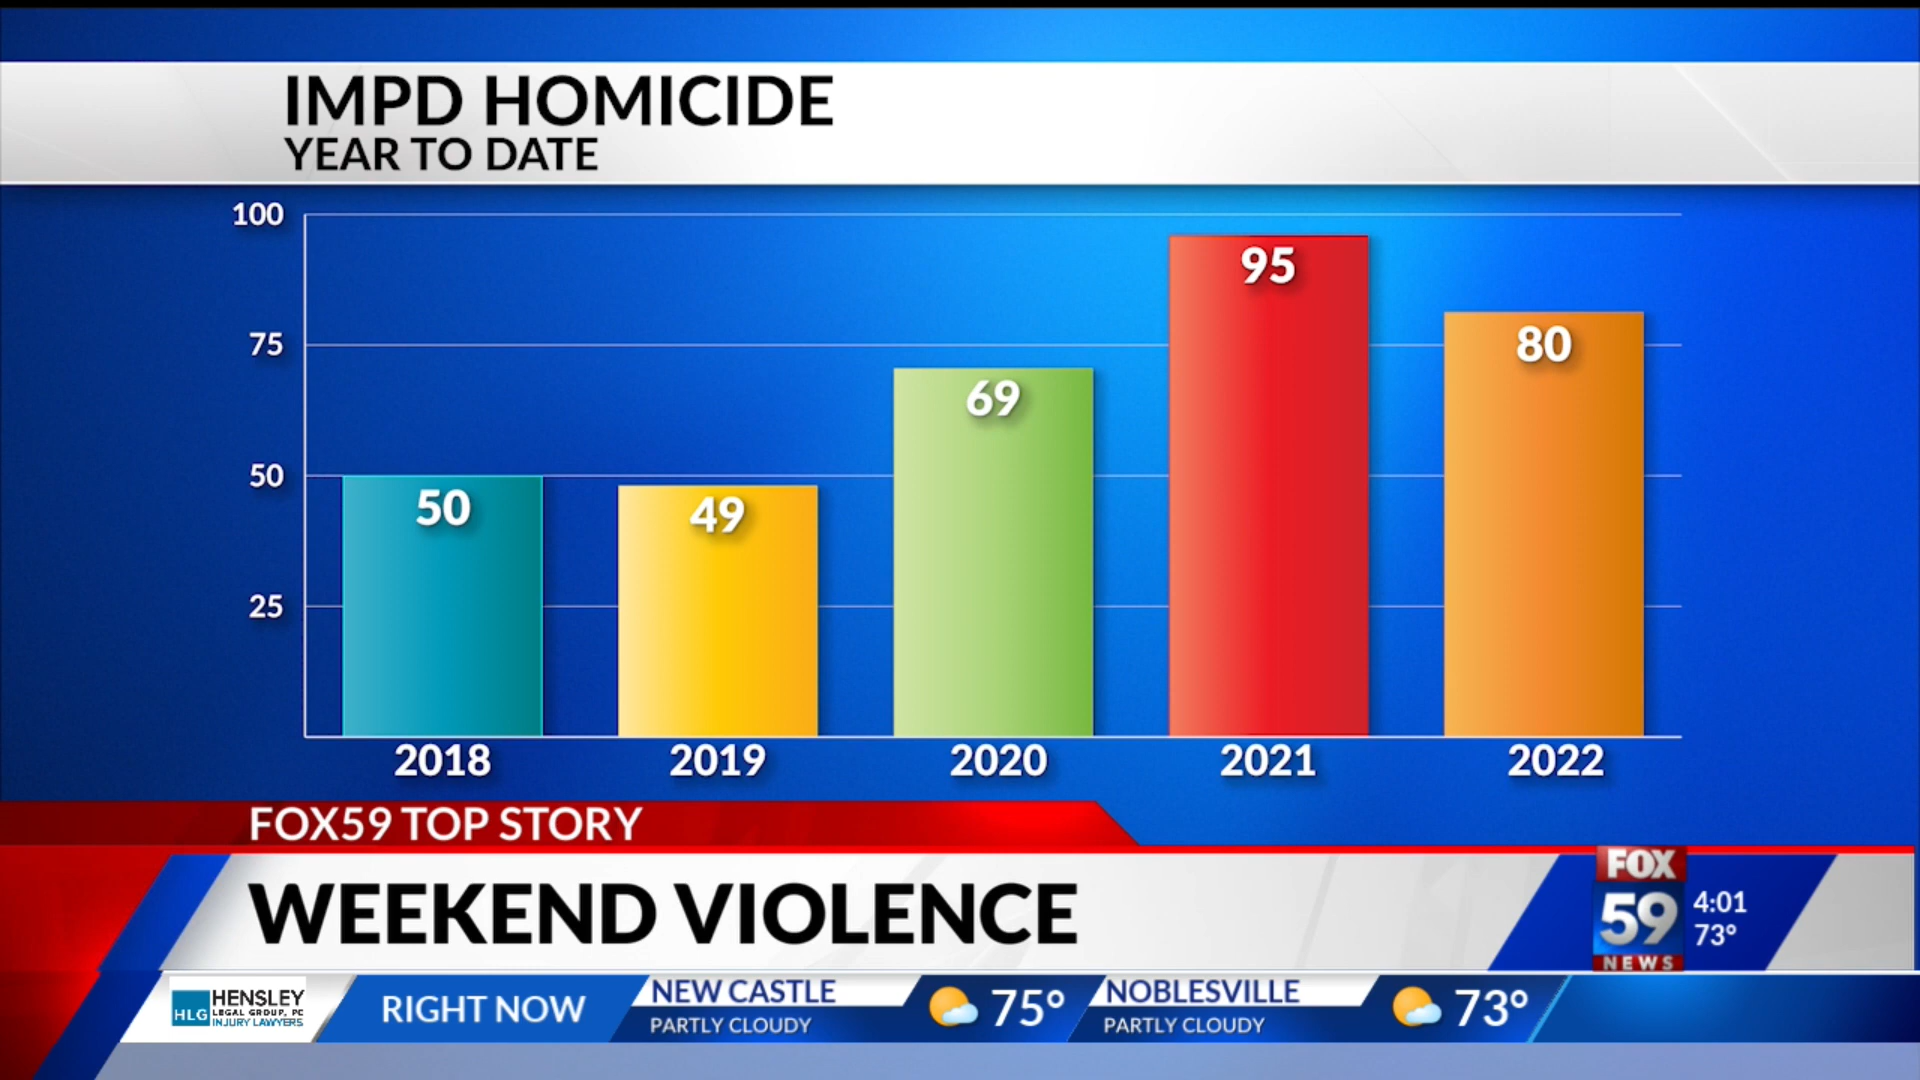 IMPD HOMICIDE
YEAR TO DATE
100
75
50
25
50
49
69
95
80
2018
2019
2020
2021
2022
FOX59 TOP STORY
WEEKEND VIOLENCE
FOX
59
NEWS
4:01
73°
HLG
HENSLEY
LEGAL GROUP, PC
INJURY LAWYERS
RIGHT NOW
NEW CASTLE
PARTLY CLOUDY
75°
NOBLESVILLE
PARTLY CLOUDY
73°